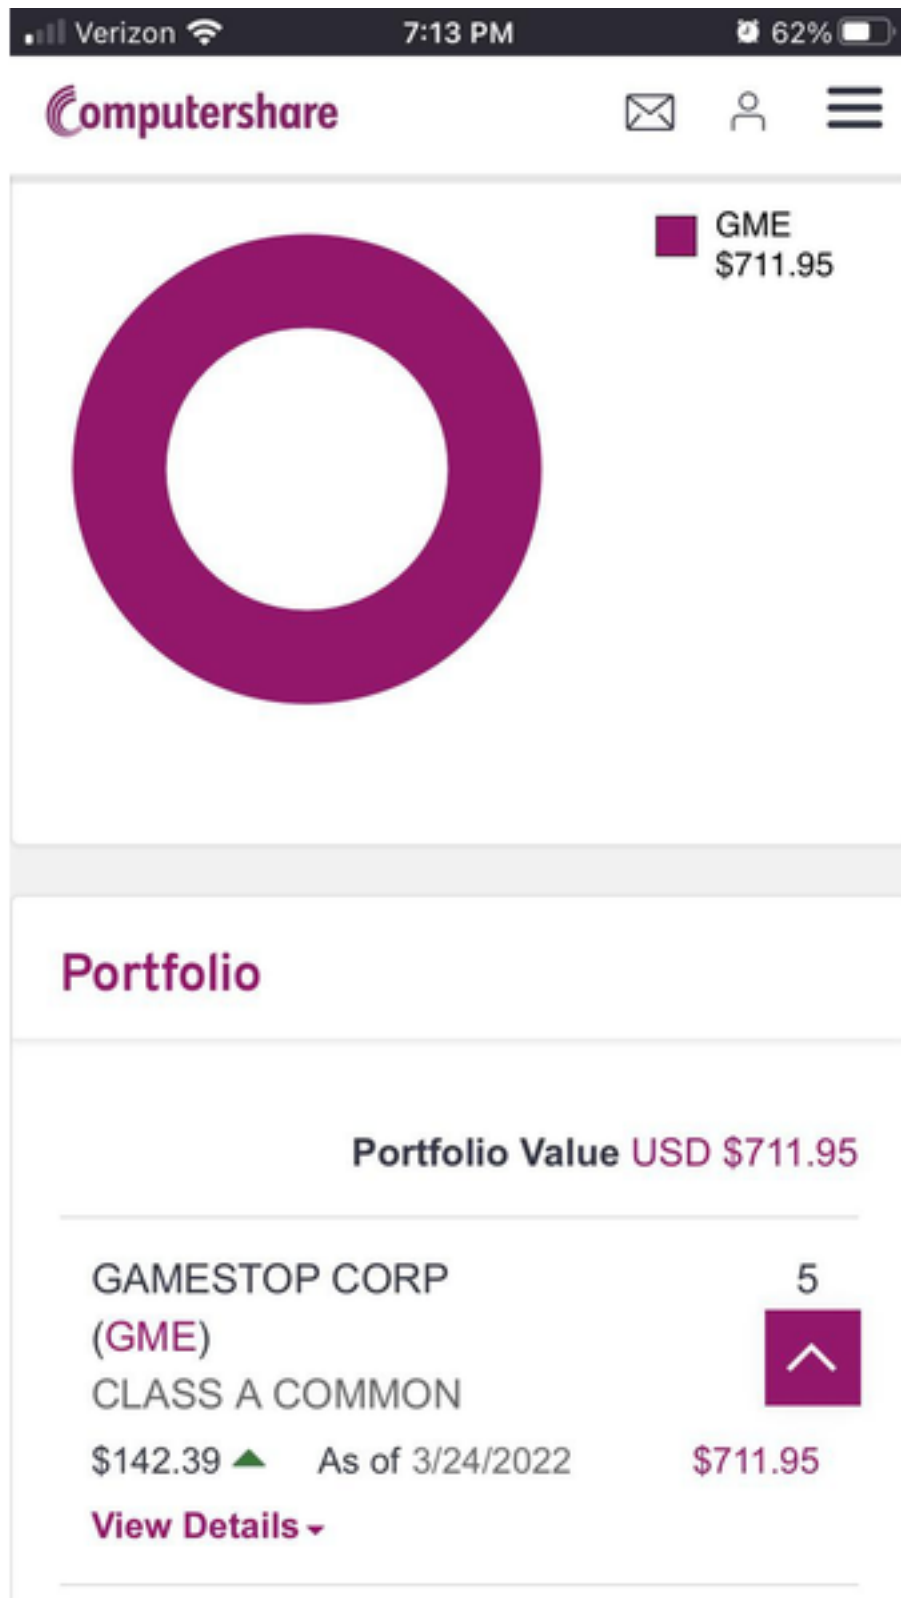 Verizon 7:13 PM 62%
Computershare
GME
$711.95
Portfolio
Portfolio Value USD $711.95
GAMESTOP CORP 5
(GME)
CLASS A COMMON
$142.39 As of 3/24/2022 $711.95
View Details